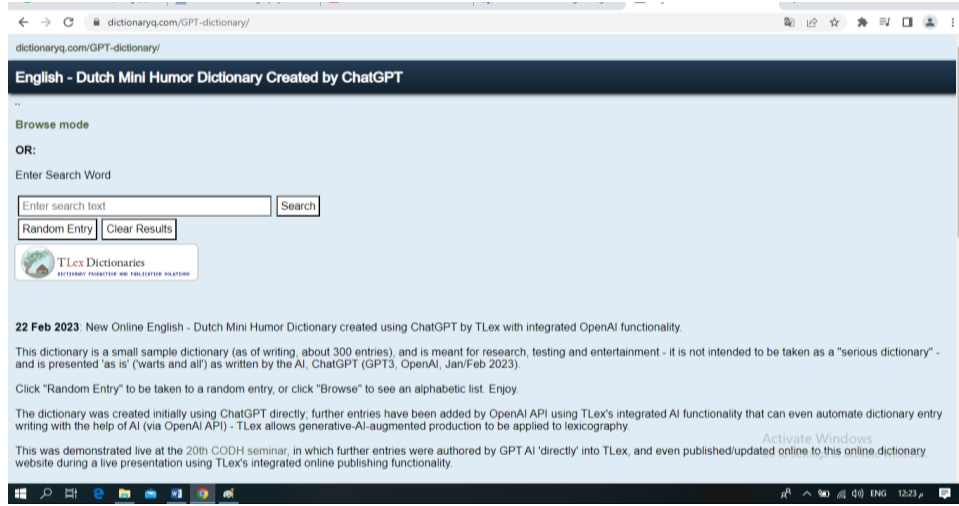 dictionaryq.com/GPT-dictionary/
dictionaryq.com/GPT-dictionary/
English - Dutch Mini Humor Dictionary Created by ChatGPT
..
Browse mode
OR:
Enter Search Word
Enter search text Search
Random Entry Clear Results
TLex Dictionaries
DICTIONARY PRODUCTION AND PUBLICATION SOLUTIONS
22 Feb 2023: New Online English - Dutch Mini Humor Dictionary created using ChatGPT by TLex with integrated OpenAI functionality.
This dictionary is a small sample dictionary (as of writing, about 300 entries), and is meant for research, testing and entertainment - it is not intended to be taken as a "serious dictionary" -
and is presented 'as is' ('warts and all') as written by the AI, ChatGPT (GPT3, OpenAI, Jan/Feb 2023).
Click "Random Entry" to be taken to a random entry, or click "Browse" to see an alphabetic list. Enjoy.
The dictionary was created initially using ChatGPT directly; further entries have been added by OpenAI API using TLex's integrated AI functionality that can even automate dictionary entry
writing with the help of AI (via OpenAI API) - TLex allows generative-AI-augmented production to be applied to lexicography.
Activate Windows
This was demonstrated live at the 20th CODH seminar, in which further entries were authored by GPT AI 'directly' into TLex, and even published/updated online to this online dictionary
website during a live presentation using TLex's integrated online publishing functionality.
ENG 12:23